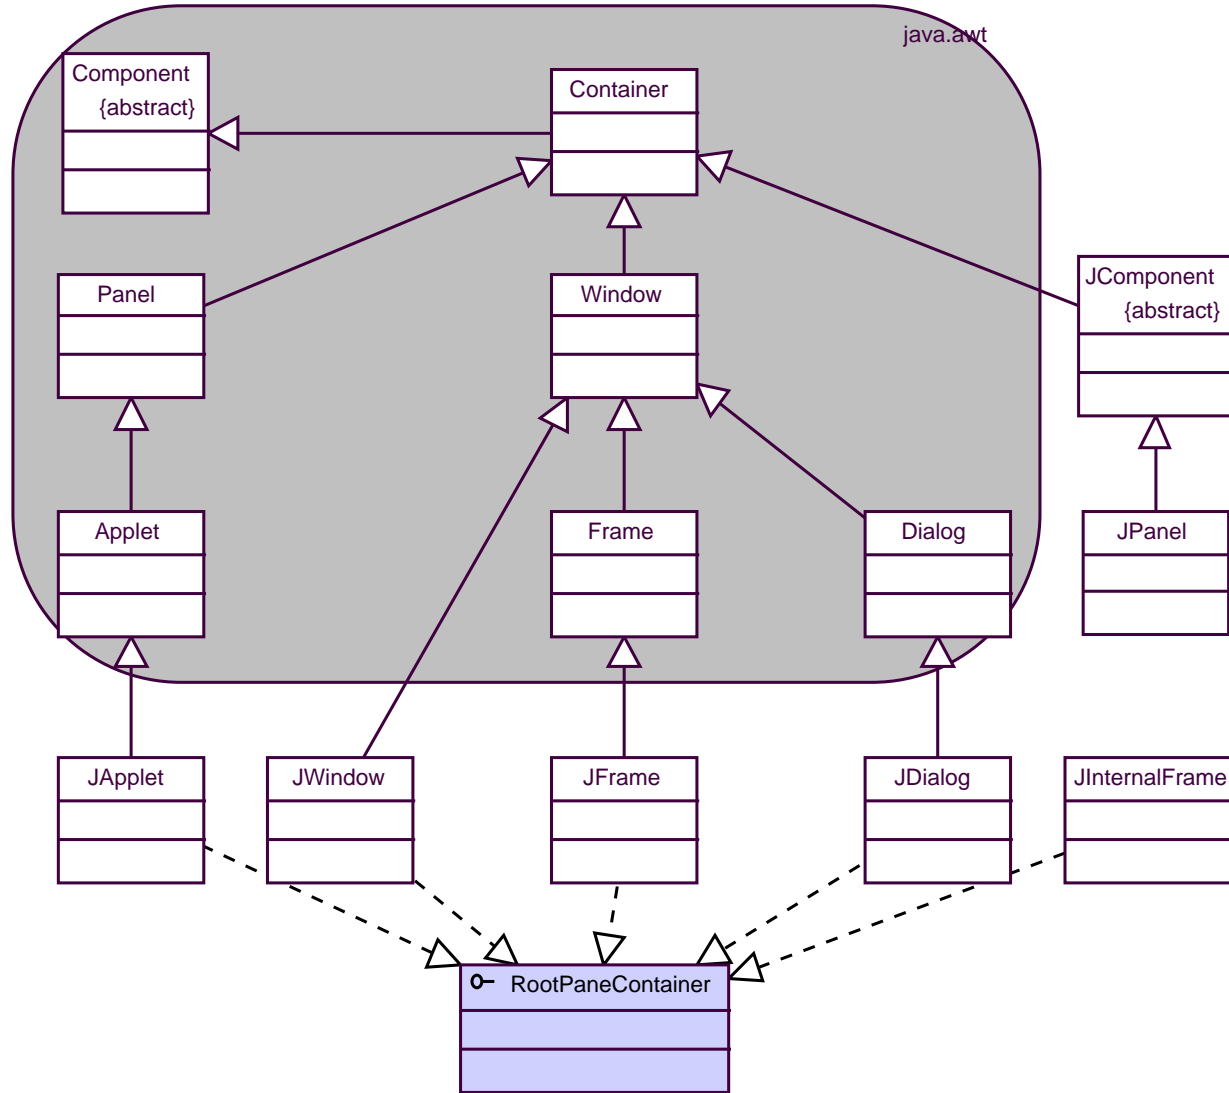 java.awt
Component
{abstract}
Container
Panel
Window
JComponent
{abstract}
Applet
Frame
Dialog
JPanel
JApplet
JWindow
JFrame
JDialog
JInternalFrame
RootPaneContainer